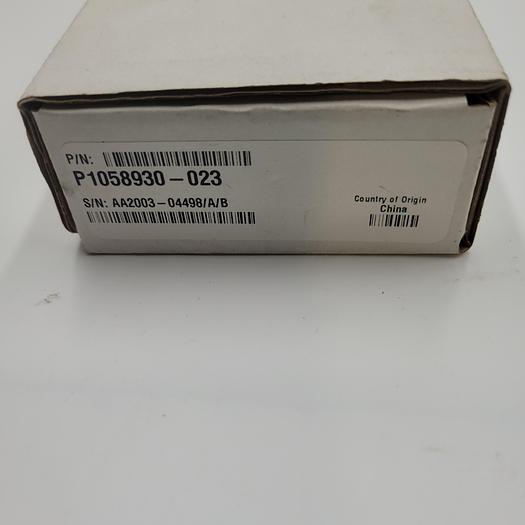 P/N:
P1058930-023
S/N: AA2003-04498/A/B
Country of Origin
China